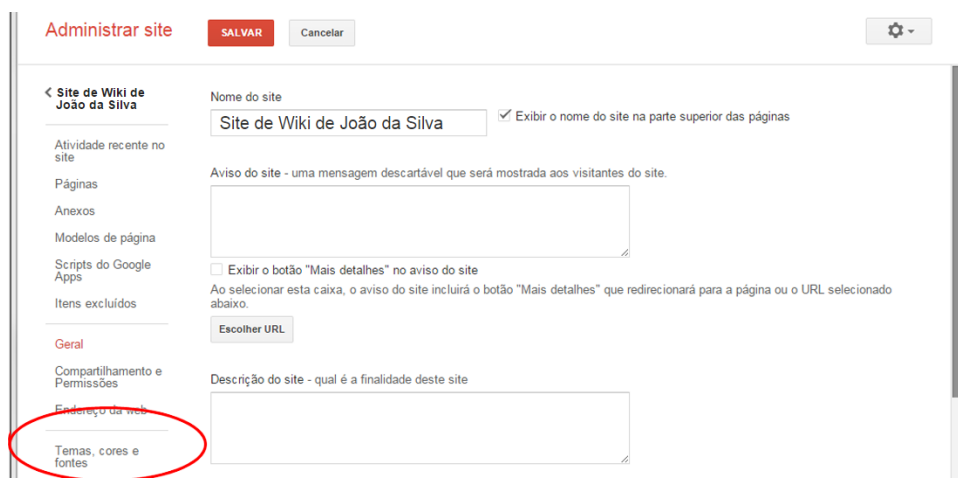 Administrar site
SALVAR
Cancelar
Site de Wiki de
João da Silva
Atividade recente no
site
Páginas
Anexos
Modelos de página
Scripts do Google
Apps
Itens excluídos
Geral
Compartilhamento e
Permissões
Endereço da web
Temas, cores e
fontes
Nome do site
Site de Wiki de João da Silva
Exibir o nome do site na parte superior das páginas
Aviso do site - uma mensagem descartável que será mostrada aos visitantes do site.
Exibir o botão "Mais detalhes" no aviso do site
Ao selecionar esta caixa, o aviso do site incluirá o botão "Mais detalhes" que redirecionará para a página ou o URL selecionado
abaixo.
Escolher URL
Descrição do site - qual é a finalidade deste site